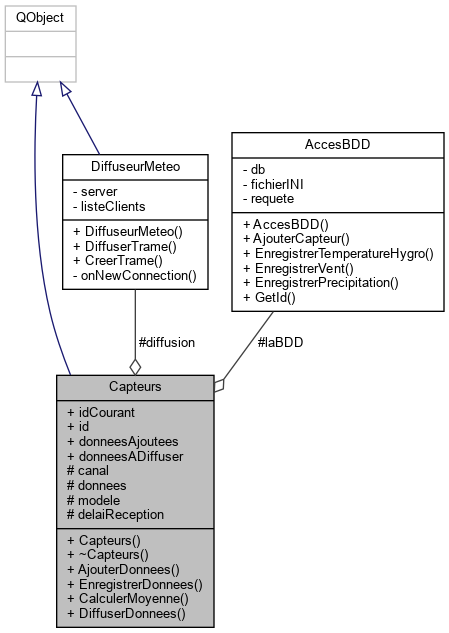 QObject
DiffuseurMeteo
- server
- listeClients
+ DiffuseurMeteo()
+ DiffuserTrame()
+ CreerTrame()
- onNewConnection()
AccesBDD
- db
- fichierINI
- requete
+ AccesBDD()
+ AjouterCapteur()
+ EnregistrerTemperatureHygro()
+ EnregistrerVent()
+ EnregistrerPrecipitation()
+ GetId()
#diffusion
#laBDD
Capteurs
+ idCourant
+ id
+ donneesAjoutees
+ donneesADiffuser
# canal
# donnees
# modele
# delaiReception
+ Capteurs()
+ ~Capteurs()
+ AjouterDonnees()
+ EnregistrerDonnees()
+ CalculerMoyenne()
+ DiffuserDonnees()